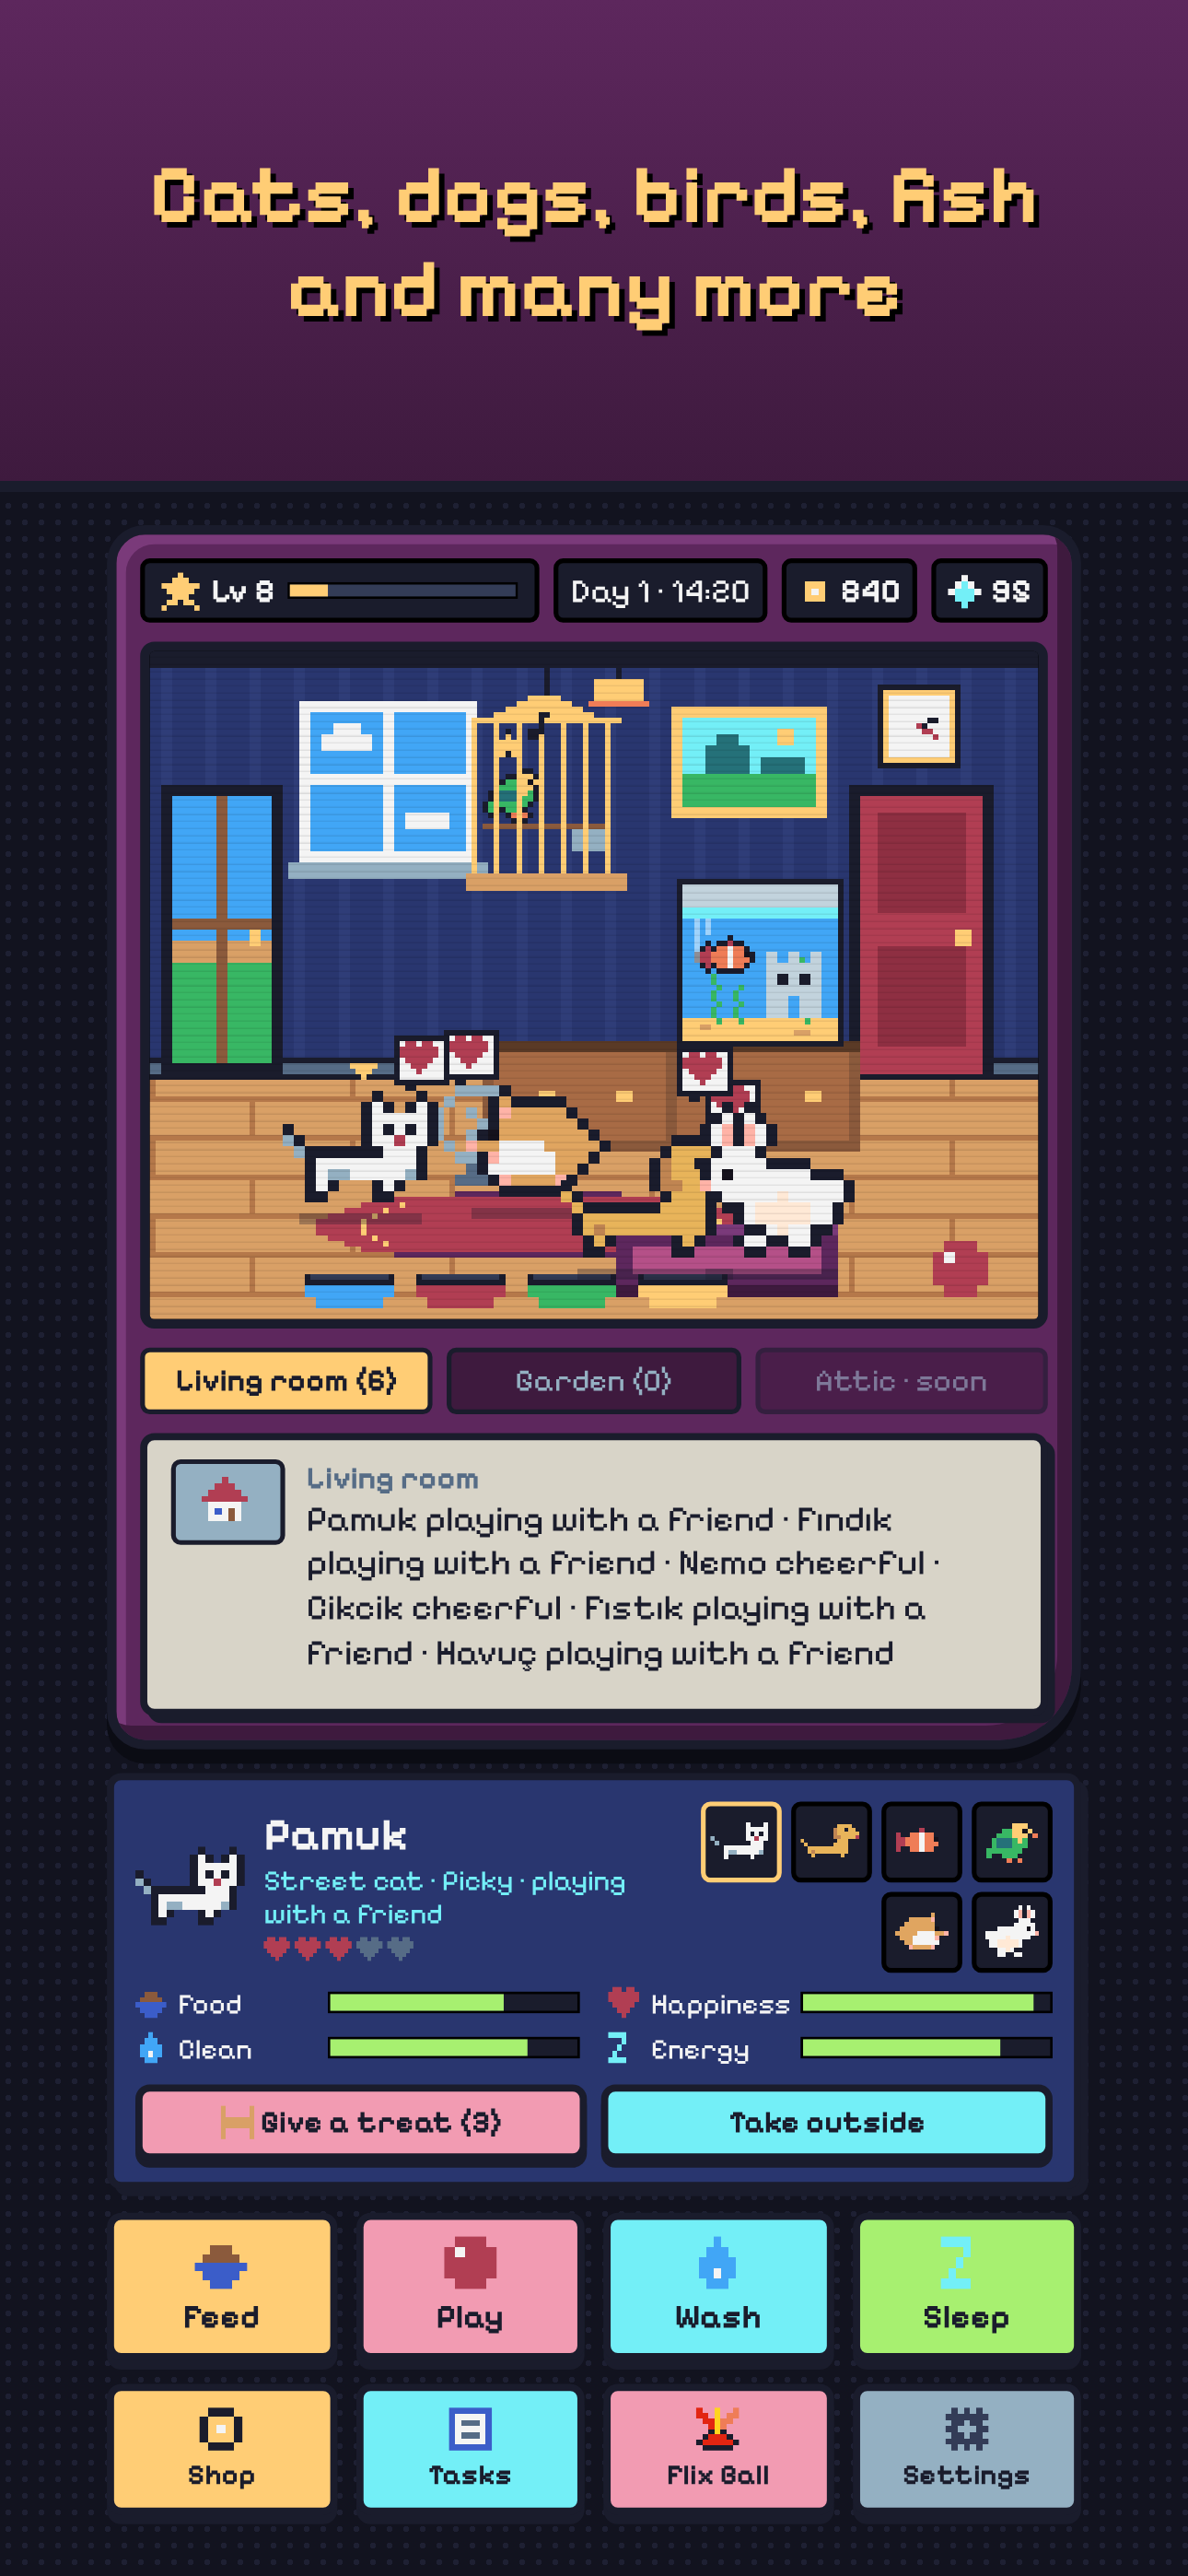 Cats, dogs, birds, fish
and many more
Lv 8
Day 1 · 14:20
840
98
Living room (6)
Garden (0)
Attic · soon
Living room
Pamuk playing with a friend · Fındık
playing with a friend · Nemo cheerful ·
Cikcik cheerful · Fıstık playing with a
friend · Havuç playing with a friend
Pamuk
Street cat · Picky · playing
with a friend
Food
Happiness
Clean
Energy
Give a treat (3)
Take outside
Feed
Play
Wash
Sleep
Shop
Tasks
Flix Gall
Settings